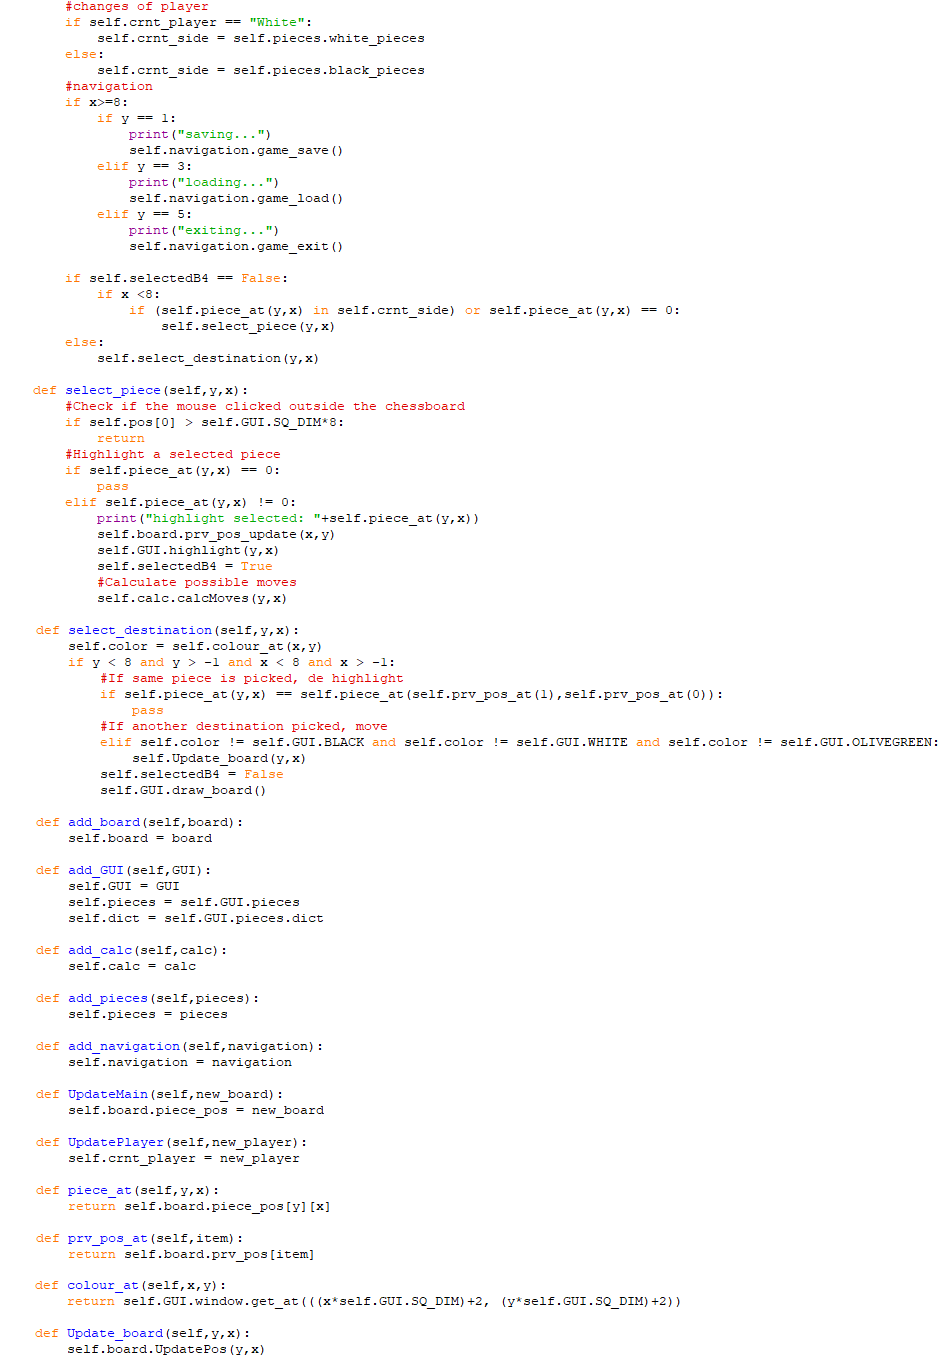 #changes of player
if self.crnt_player == "White":
self.crnt_side = self.pieces.white_pieces
else:
self.crnt_side = self.pieces.black_pieces
#navigation
if x>=8:
if y == 1:
print("saving...")
self.navigation.game_save()
elif y == 3:
print("loading...")
self.navigation.game_load()
elif y == 5:
print("exiting...")
self.navigation.game_exit()
if self.selectedB4 == False:
if x <8:
if (self.piece_at(y,x) in self.crnt_side) or self.piece_at(y,x) == 0:
self.select_piece(y,x)
else:
self.select_destination(y,x)
def select_piece(self,y,x):
#Check if the mouse clicked outside the chessboard
if self.pos[0] > self.GUI.SQ_DIM*8:
return
#Highlight a selected piece
if self.piece_at(y,x) == 0:
pass
elif self.piece_at(y,x) != 0:
print("highlight selected: "+self.piece_at(y,x))
self.board.prv_pos_update(x,y)
self.GUI.highlight(y,x)
self.selectedB4 = True
#Calculate possible moves
self.calc.calcMoves(y,x)
def select_destination(self,y,x):
self.color = self.colour_at(x,y)
if y < 8 and y > -1 and x < 8 and x > -1:
#If same piece is picked, de highlight
if self.piece_at(y,x) == self.piece_at(self.prv_pos_at(1),self.prv_pos_at(0)):
pass
#If another destination picked, move
elif self.color != self.GUI.BLACK and self.color != self.GUI.WHITE and self.color != self.GUI.OLIVEGREEN:
self.Update_board(y,x)
self.selectedB4 = False
self.GUI.draw_board()
def add_board(self,board):
self.board = board
def add_GUI(self,GUI):
self.GUI = GUI
self.pieces = self.GUI.pieces
self.dict = self.GUI.pieces.dict
def add_calc(self,calc):
self.calc = calc
def add_pieces(self,pieces):
self.pieces = pieces
def add_navigation(self,navigation):
self.navigation = navigation
def UpdateMain(self,new_board):
self.board.piece_pos = new_board
def UpdatePlayer(self,new_player):
self.crnt_player = new_player
def piece_at(self,y,x):
return self.board.piece_pos[y][x]
def prv_pos_at(self,item):
return self.board.prv_pos[item]
def colour_at(self,x,y):
return self.GUI.window.get_at(((x*self.GUI.SQ_DIM)+2, (y*self.GUI.SQ_DIM)+2))
def Update_board(self,y,x):
self.board.UpdatePos(y,x)